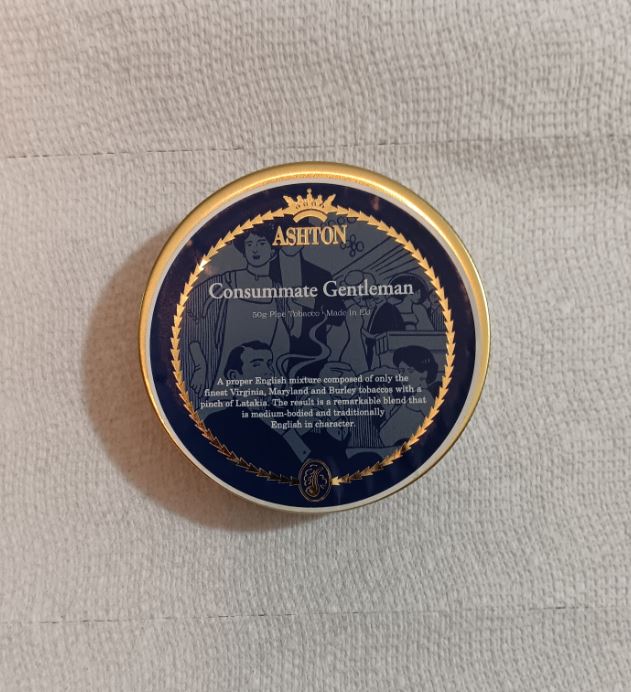 ASHTON
Consummate Gentleman
50g Pipe Tobacco · Made in EU
A proper English mixture composed of only the
finest Virginia, Maryland and Burley tobaccos with a
pinch of Latakia. The result is a remarkable blend that
is medium-bodied and traditionally
English in character.